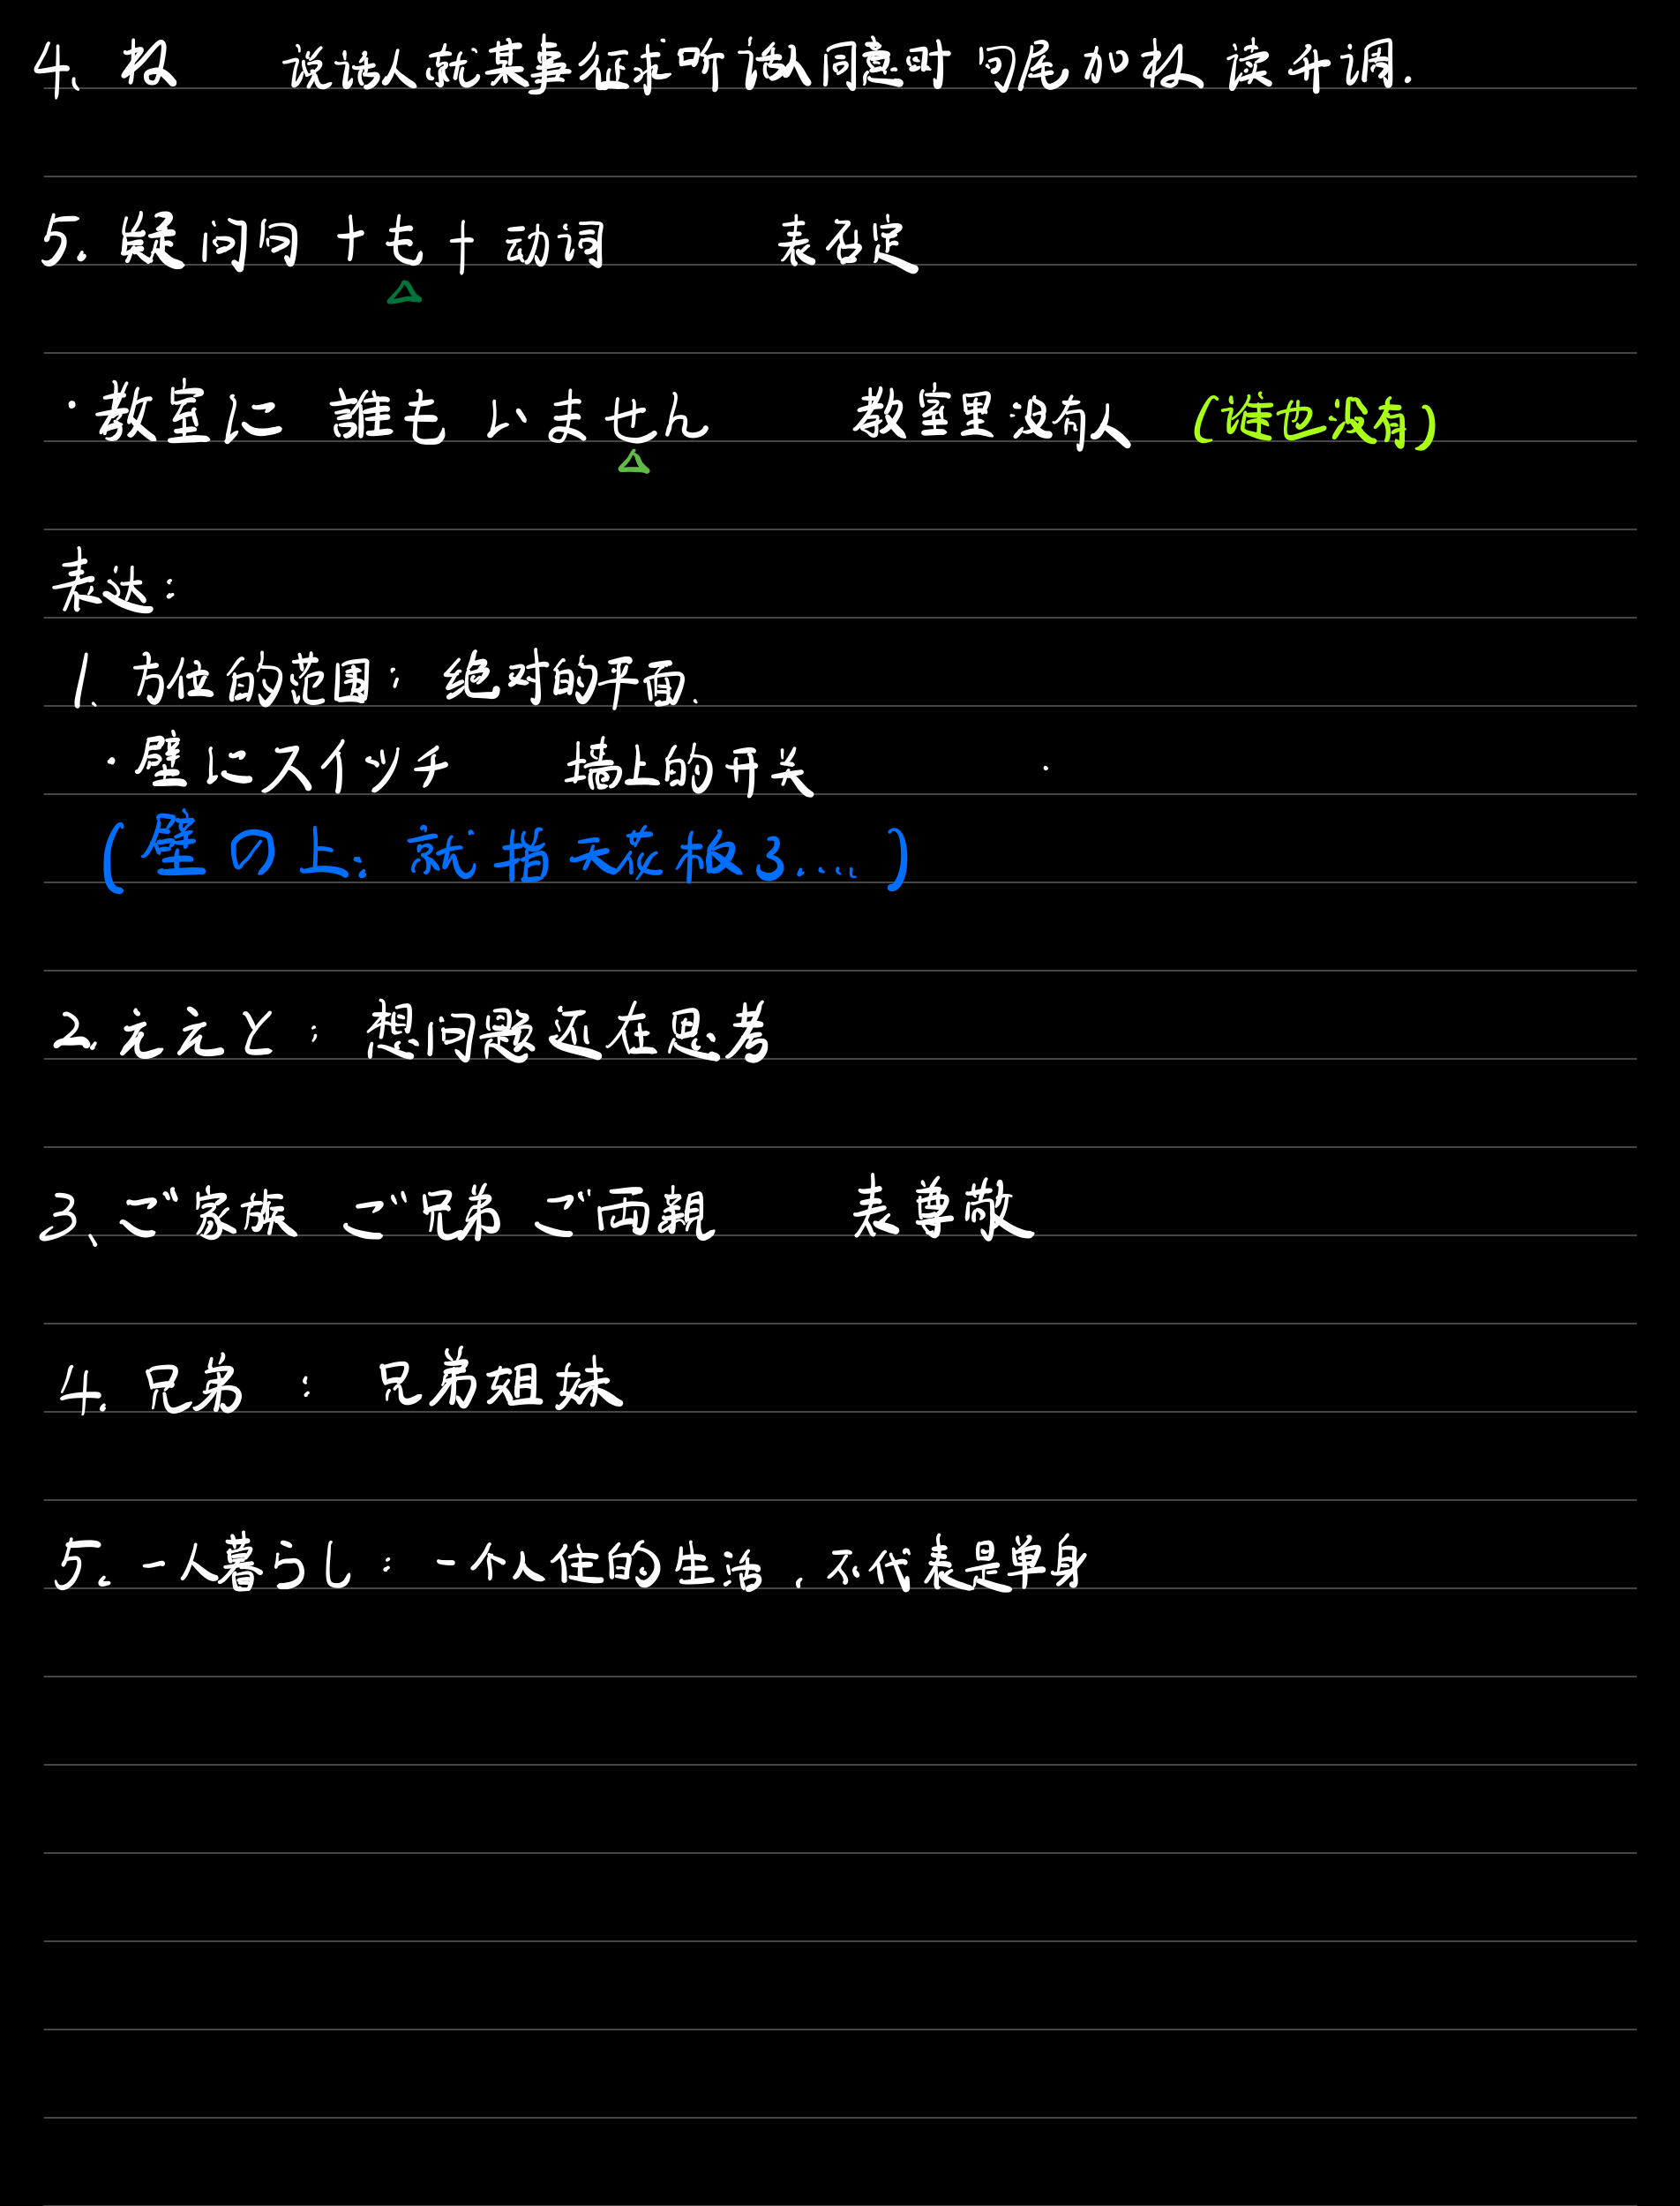 4、ね 说话人就某事征求听话人同意时 句尾加ね 读升调.
5. 疑问词+も+动词 表否定
・教室に 誰も いません 教室里没有人 (谁也没有)
表达:
1. 方位的范围: 绝对的平面.
・壁にスイッチ 墙上的开关
(壁の上: 就指天花板了....)
2. ええと: 想问题还在思考
3、ご家族 ご兄弟 ご両親 表尊敬
4. 兄弟: 兄弟姐妹
5. 一人暮らし: 一个人住的生活, 不代表是单身